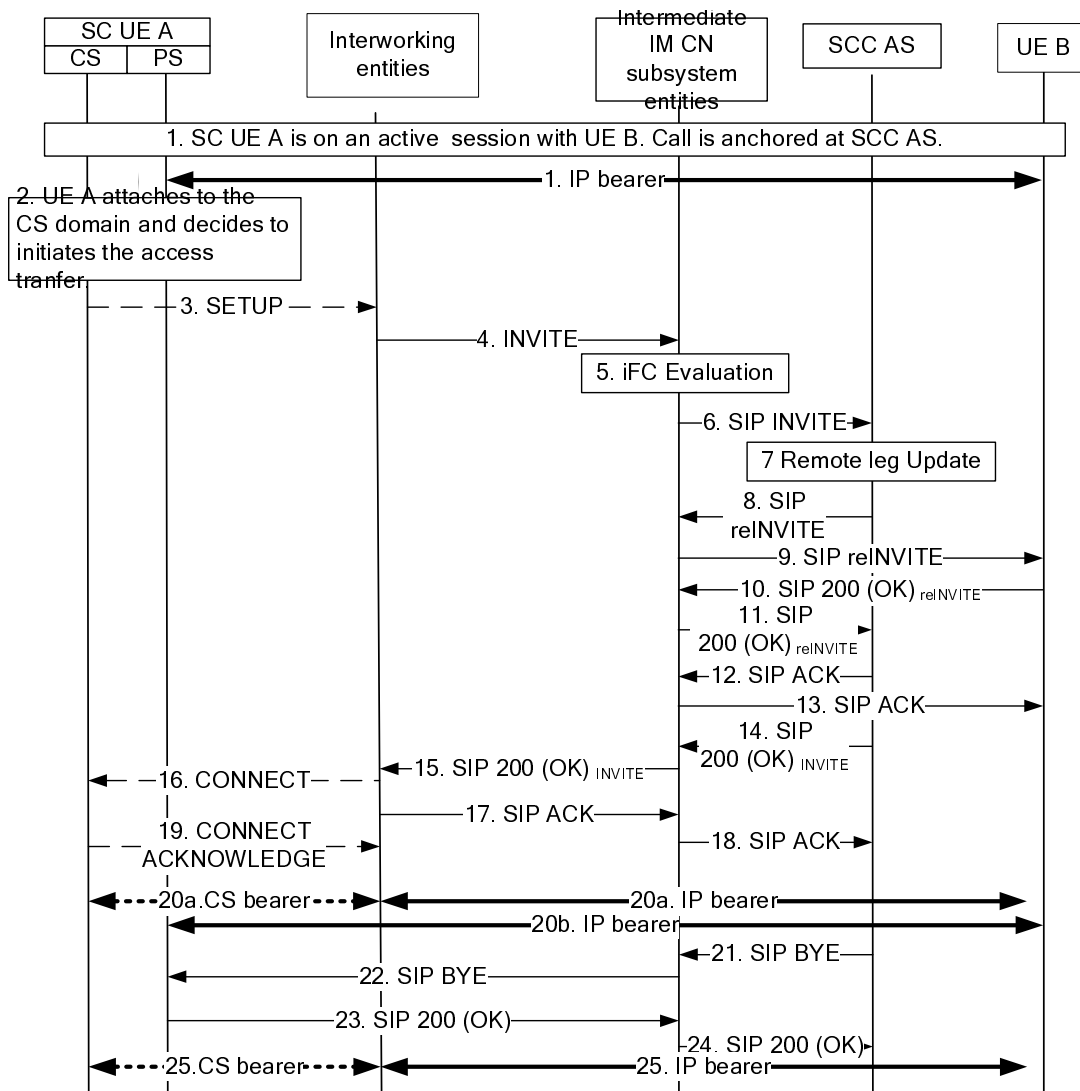 SC UE A
CS
PS
Interworking
entities
Intermediate
IM CN
subsystem
entities
SCC AS
UE B
1. SC UE A is on an active session with UE B. Call is anchored at SCC AS.
1. IP bearer
2. UE A attaches to the
CS domain and decides to
initiates the access
tranfer.
3. SETUP
4. INVITE
5. iFC Evaluation
6. SIP INVITE
7 Remote leg Update
8. SIP
reINVITE
9. SIP reINVITE
10. SIP 200 (OK) reINVITE
11. SIP
200 (OK) reINVITE
12. SIP ACK
13. SIP ACK
14. SIP
200 (OK) INVITE
15. SIP 200 (OK) INVITE
16. CONNECT
17. SIP ACK
18. SIP ACK
19. CONNECT
ACKNOWLEDGE
20a.CS bearer
20a. IP bearer
20b. IP bearer
21. SIP BYE
22. SIP BYE
23. SIP 200 (OK)
24. SIP 200 (OK)
25.CS bearer
25. IP bearer